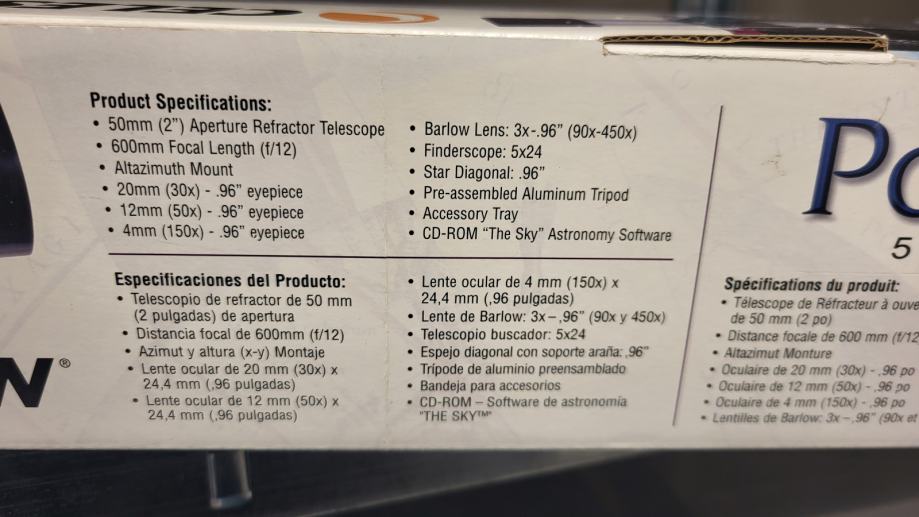 Product Specifications:
• 50mm (2") Aperture Refractor Telescope
• 600mm Focal Length (f/12)
• Altazimuth Mount
• 20mm (30x) - .96" eyepiece
• 12mm (50x) - .96" eyepiece
• 4mm (150x) - .96" eyepiece
• Barlow Lens: 3x-.96" (90x-450x)
• Finderscope: 5x24
• Star Diagonal: .96"
• Pre-assembled Aluminum Tripod
• Accessory Tray
• CD-ROM "The Sky" Astronomy Software
Especificaciones del Producto:
• Telescopio de refractor de 50 mm
(2 pulgadas) de apertura
• Distancia focal de 600mm (f/12)
• Azimut y altura (x-y) Montaje
• Lente ocular de 20 mm (30x) x
24,4 mm (,96 pulgadas)
• Lente ocular de 12 mm (50x) x
24,4 mm (,96 pulgadas)
• Lente ocular de 4 mm (150x) x
24,4 mm (,96 pulgadas)
• Lente de Barlow: 3x–,96" (90x y 450x)
• Telescopio buscador: 5x24
• Espejo diagonal con soporte araña: ,96"
• Trípode de aluminio preensamblado
• Bandeja para accesorios
• CD-ROM – Software de astronomía
"THE SKY™"
5
Spécifications du produit:
• Télescope de Réfracteur à ouve
de 50 mm (2 po)
• Distance focale de 600 mm (f/12
• Altazimut Monture
• Oculaire de 20 mm (30x) - ,96 po
• Oculaire de 12 mm (50x) - ,96 po
• Oculaire de 4 mm (150x) - ,96 po
• Lentilles de Barlow: 3x –,96" (90x et
N®